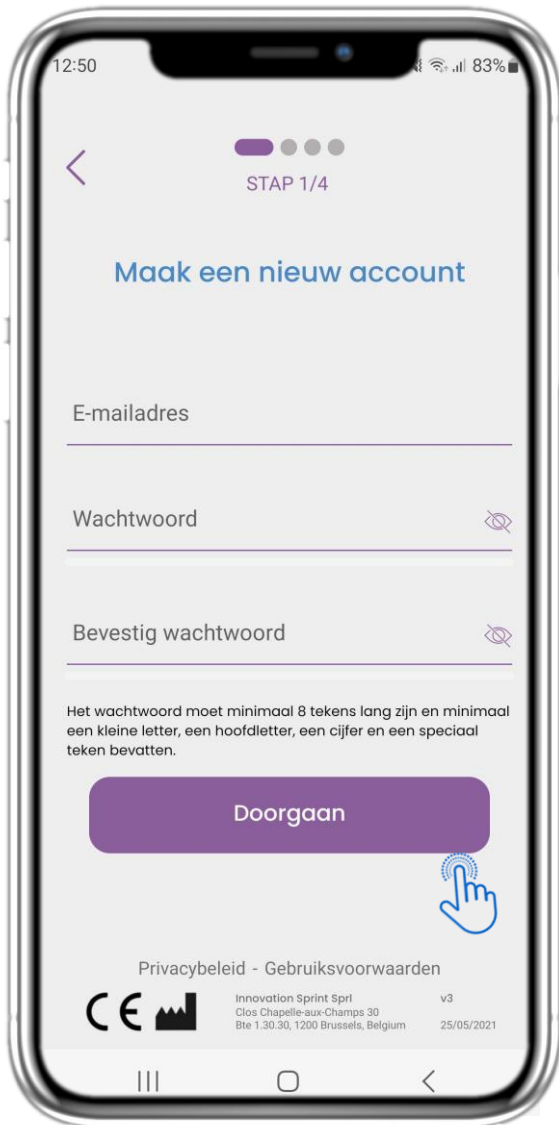 12:50
83%
STAP 1/4
Maak een nieuw account
E-mailadres
Wachtwoord
Bevestig wachtwoord
Het wachtwoord moet minimaal 8 tekens lang zijn en minimaal
een kleine letter, een hoofdletter, een cijfer en een speciaal
teken bevatten.
Doorgaan
Privacybeleid - Gebruiksvoorwaarden
CE
Innovation Sprint Sprl
Clos Chapelle-aux-Champs 30
Bte 1.30.30, 1200 Brussels, Belgium
v3
25/05/2021